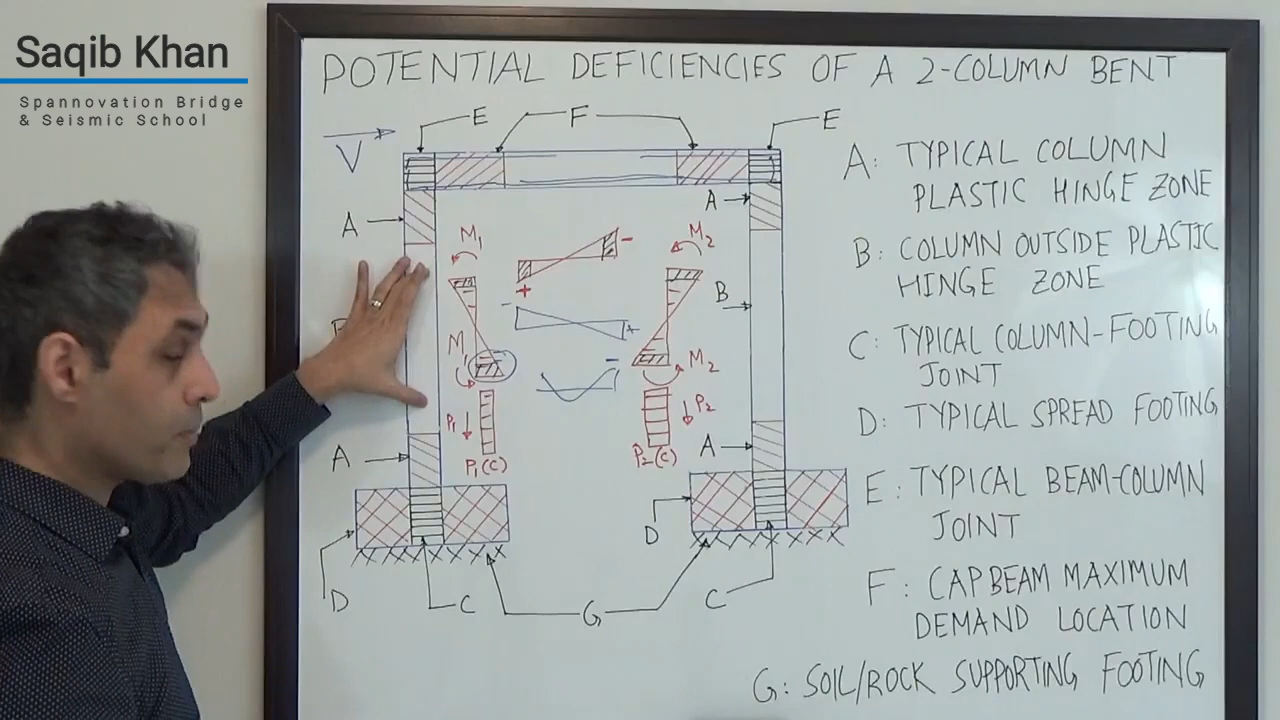 Saqib Khan
Spannovation Bridge
& Seismic School
POTENTIAL DEFICIENCIES OF A 2-COLUMN BENT
V
E
F
E
A
A
M1
-
M2
+
-
+
B
M1
-
M2
P1
P2
P1(C)
P2(C)
A
A
D
D
C
G
C
A: TYPICAL COLUMN
PLASTIC HINGE ZONE
B: COLUMN OUTSIDE PLASTIC
HINGE ZONE
C: TYPICAL COLUMN-FOOTING
JOINT
D: TYPICAL SPREAD FOOTING
E: TYPICAL BEAM-COLUMN
JOINT
F: CAPBEAM MAXIMUM
DEMAND LOCATION
G: SOIL/ROCK SUPPORTING FOOTING